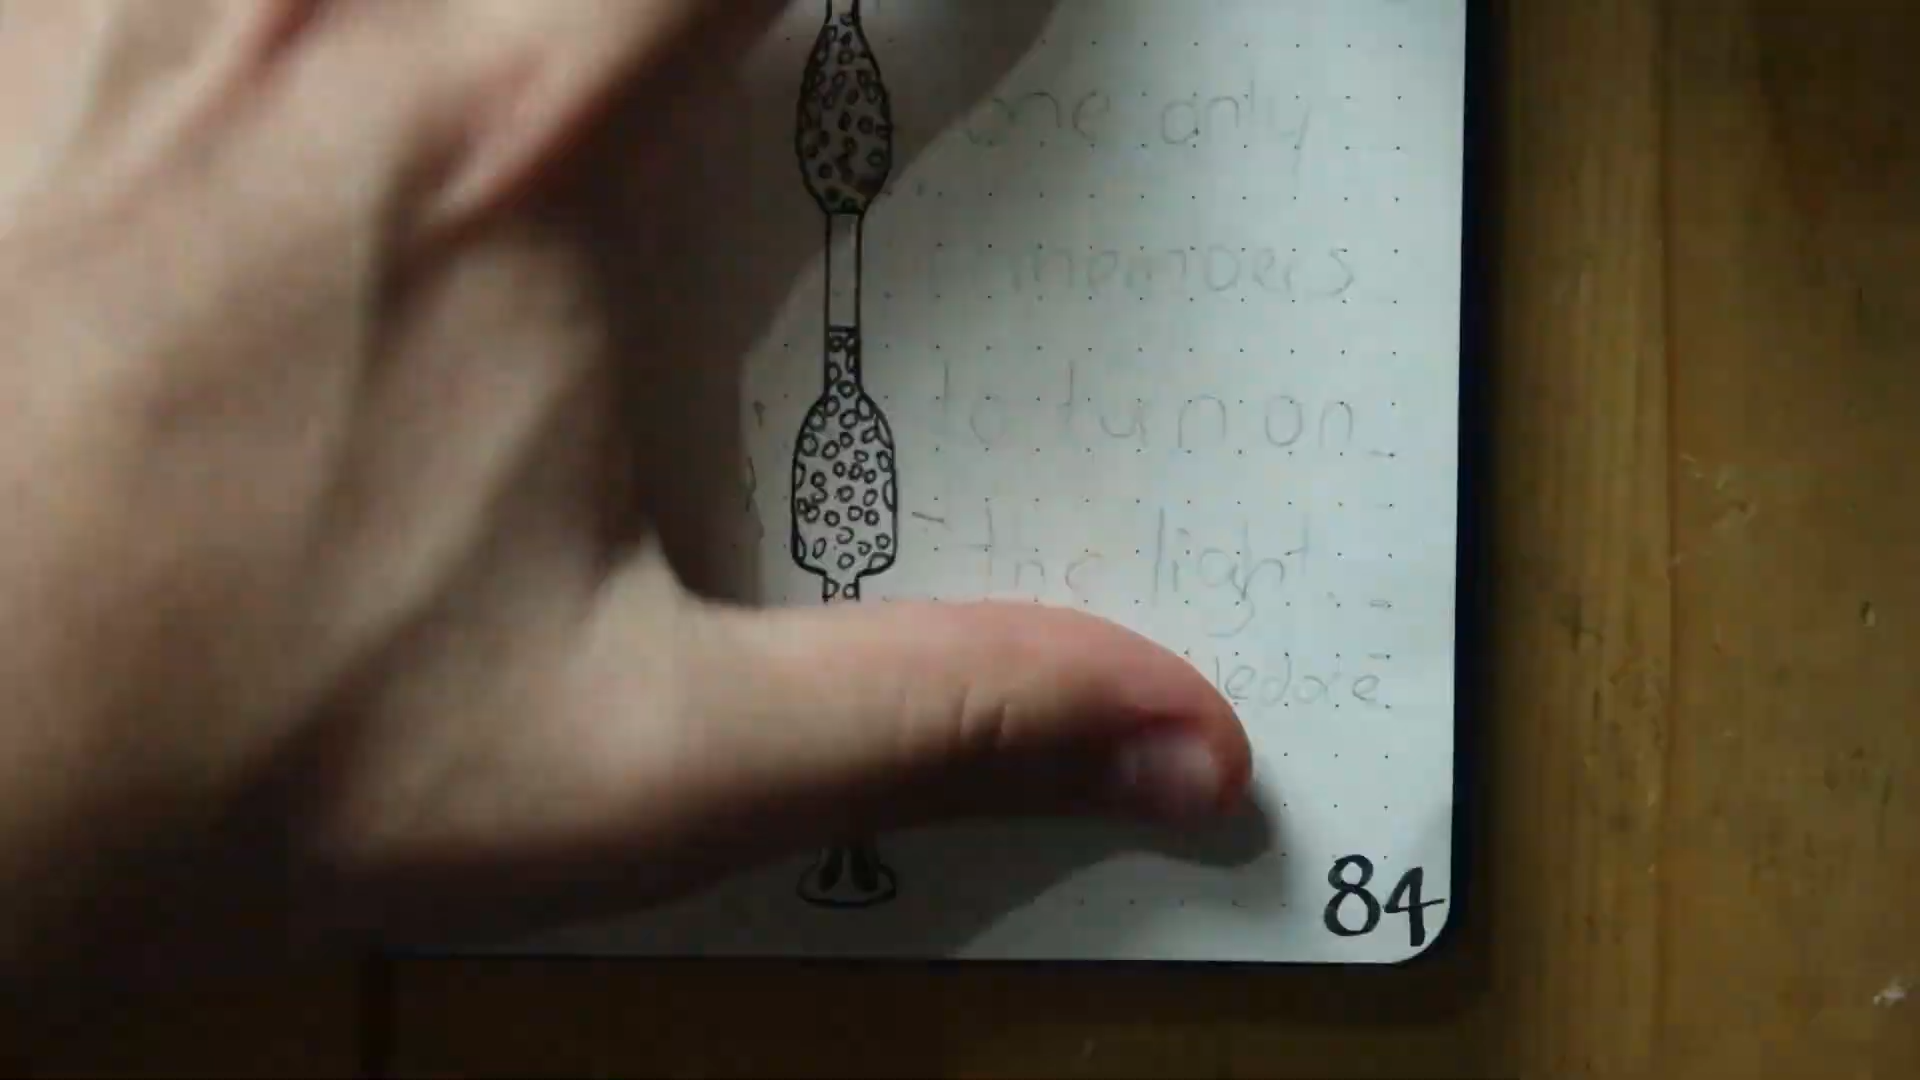 one only
remembers
to turn on
the light
84